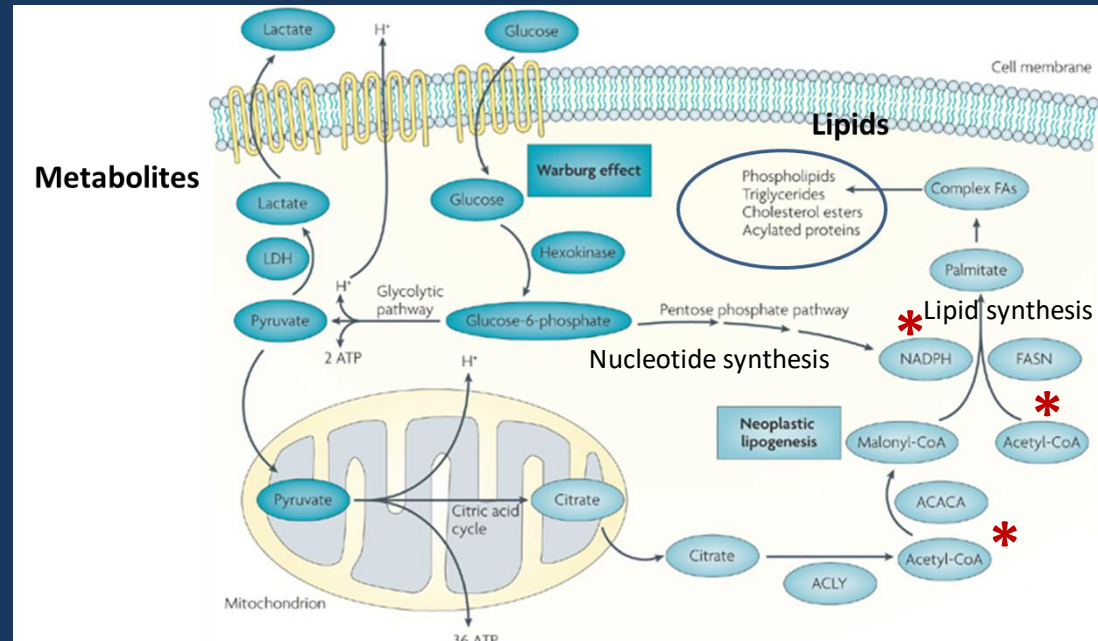 Lactate
H⁺
Glucose
Cell membrane
Lipids
Metabolites
Warburg effect
Phospholipids
Triglycerides
Cholesterol esters
Acylated proteins
Complex FAs
Lactate
Glucose
LDH
Hexokinase
Palmitate
H⁺
Glycolytic
pathway
Pyruvate
Glucose-6-phosphate
Pentose phosphate pathway
* Lipid synthesis
2 ATP
H⁺
Nucleotide synthesis
NADPH
FASN
*
Neoplastic
lipogenesis
Malonyl-CoA
Acetyl-CoA
Pyruvate
Citric acid
cycle
Citrate
ACACA
*
Citrate
Acetyl-CoA
ACLY
Mitochondrion
36 ATP